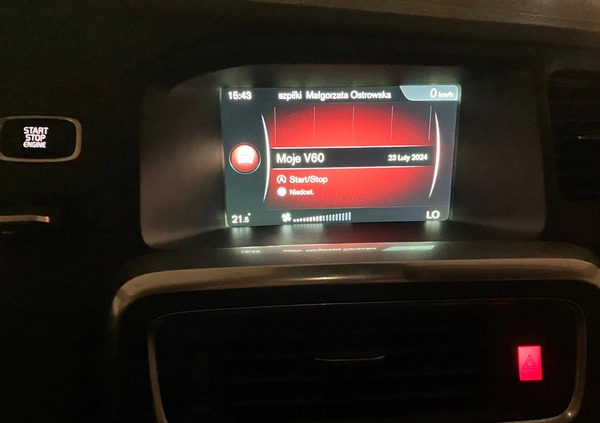 15:43 szpilki Małgorzata Ostrowska 0 km/h
START
STOP
ENGINE
Moje V60 23 Luty 2024
Start/Stop
Niedost.
21.5° LO